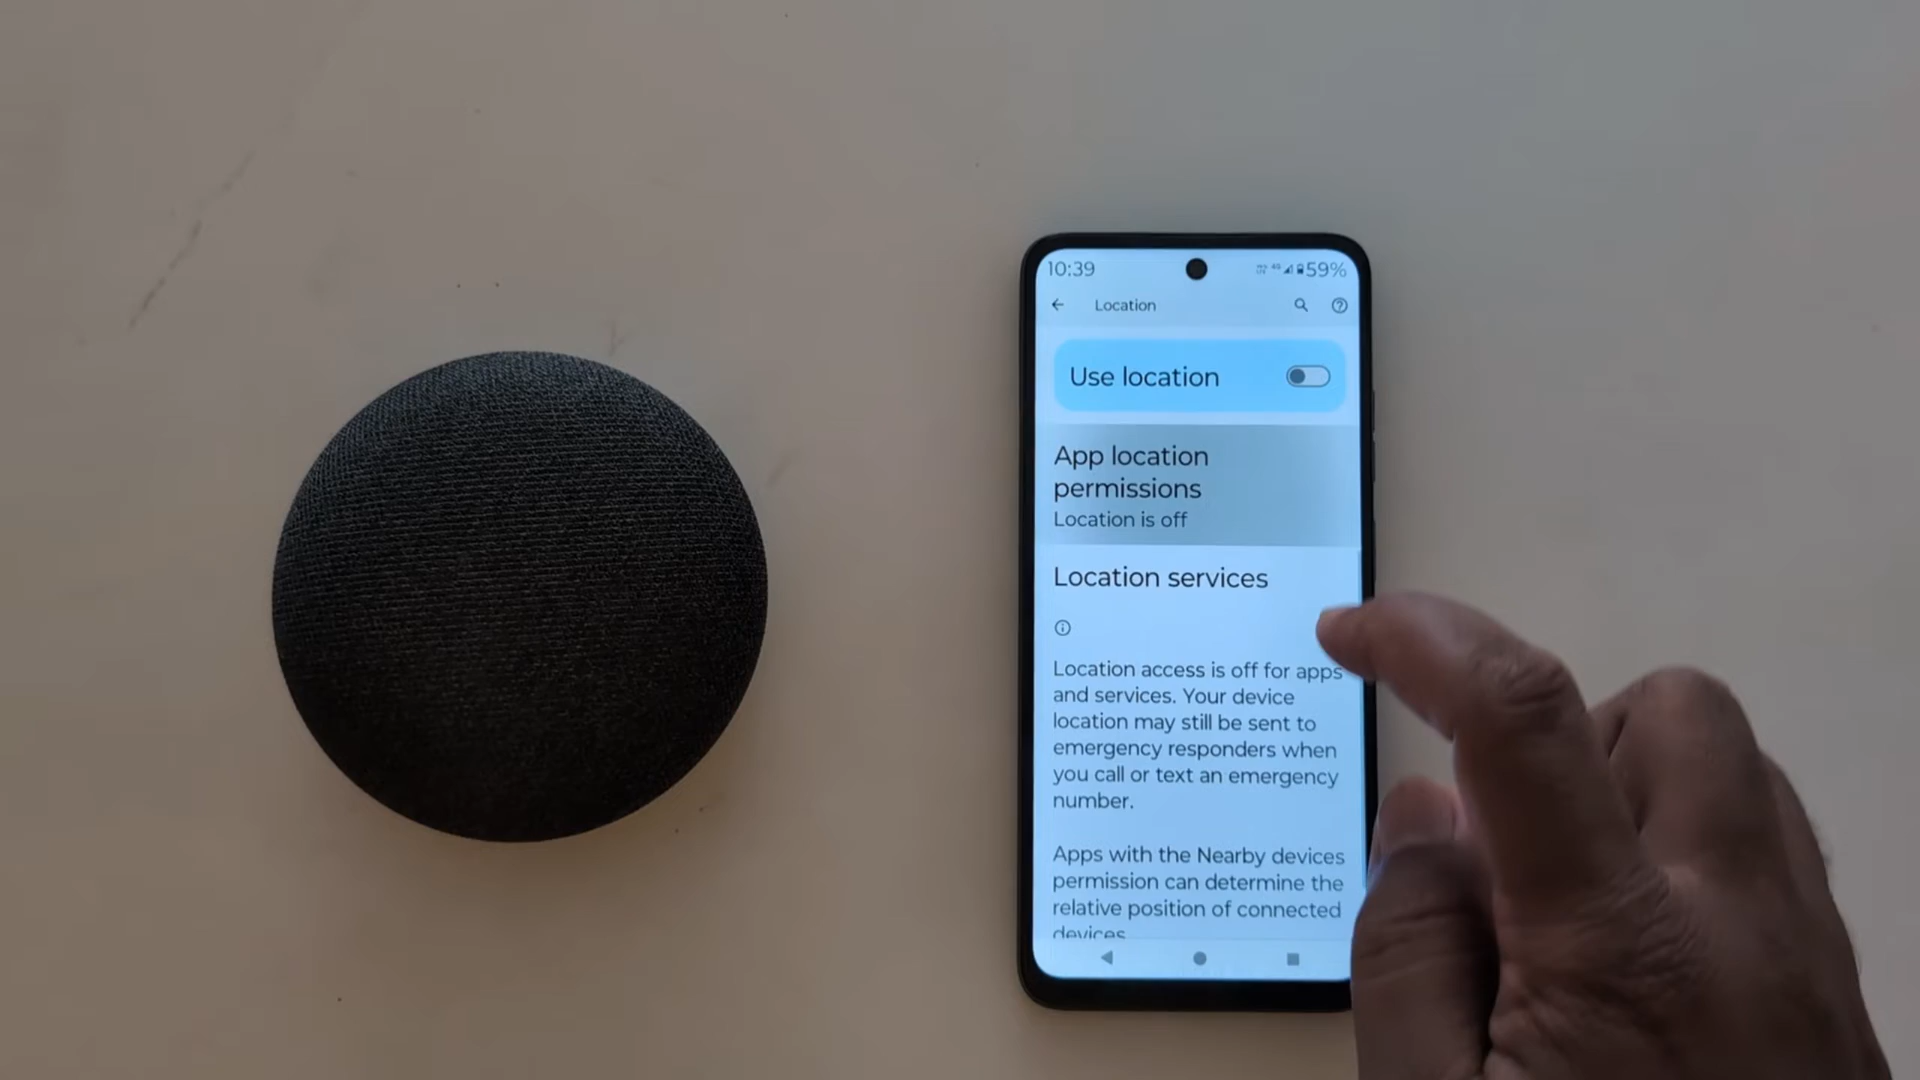 10:39
59%
Location
Use location
App location
permissions
Location is off
Location services
Location access is off for apps
and services. Your device
location may still be sent to
emergency responders when
you call or text an emergency
number.
Apps with the Nearby devices
permission can determine the
relative position of connected
devices